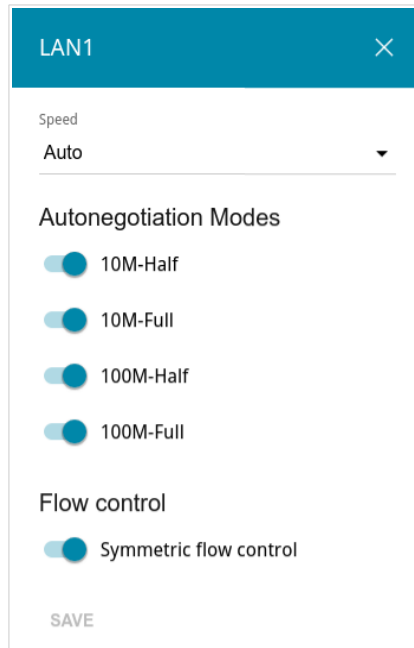 LAN1
Speed
Auto
Autonegotiation Modes
10M-Half
10M-Full
100M-Half
100M-Full
Flow control
Symmetric flow control
SAVE